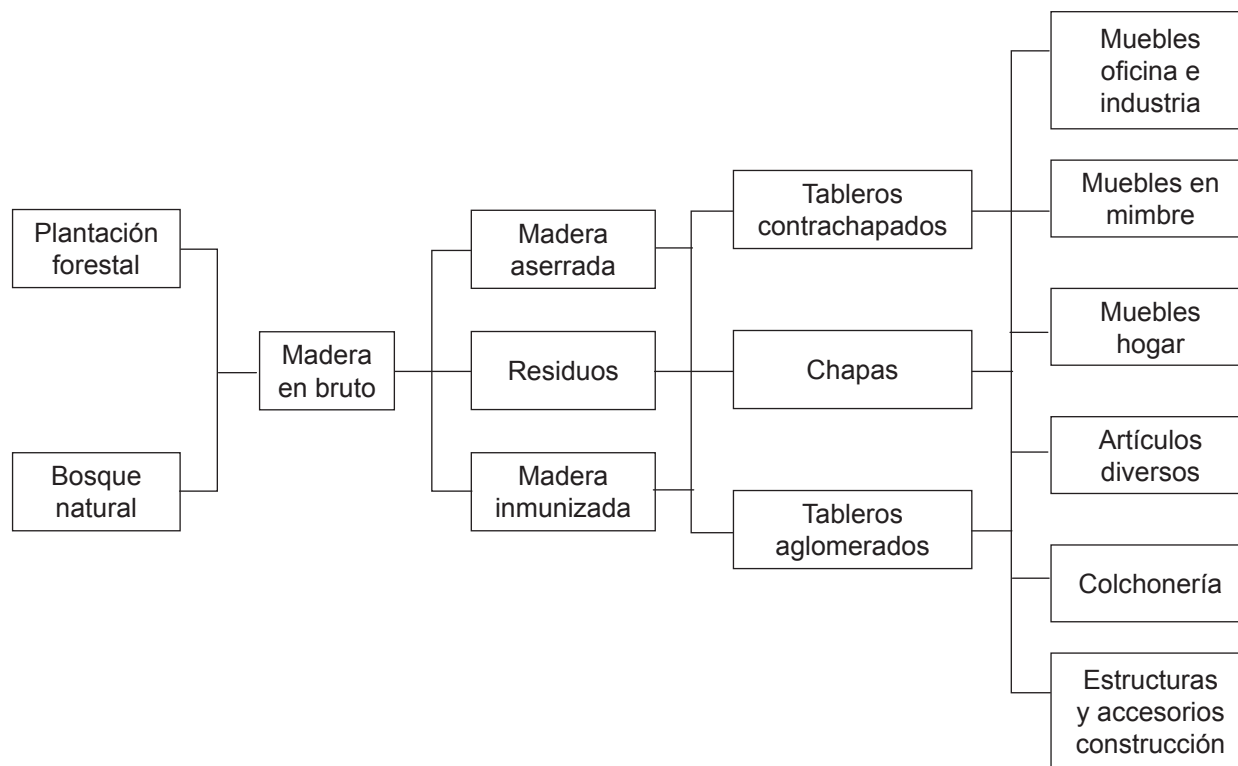 Plantación
forestal
Bosque
natural
Madera
en bruto
Madera
aserrada
Residuos
Madera
inmunizada
Tableros
contrachapados
Chapas
Tableros
aglomerados
Muebles
oficina e
industria
Muebles en
mimbre
Muebles
hogar
Artículos
diversos
Colchonería
Estructuras
y accesorios
construcción